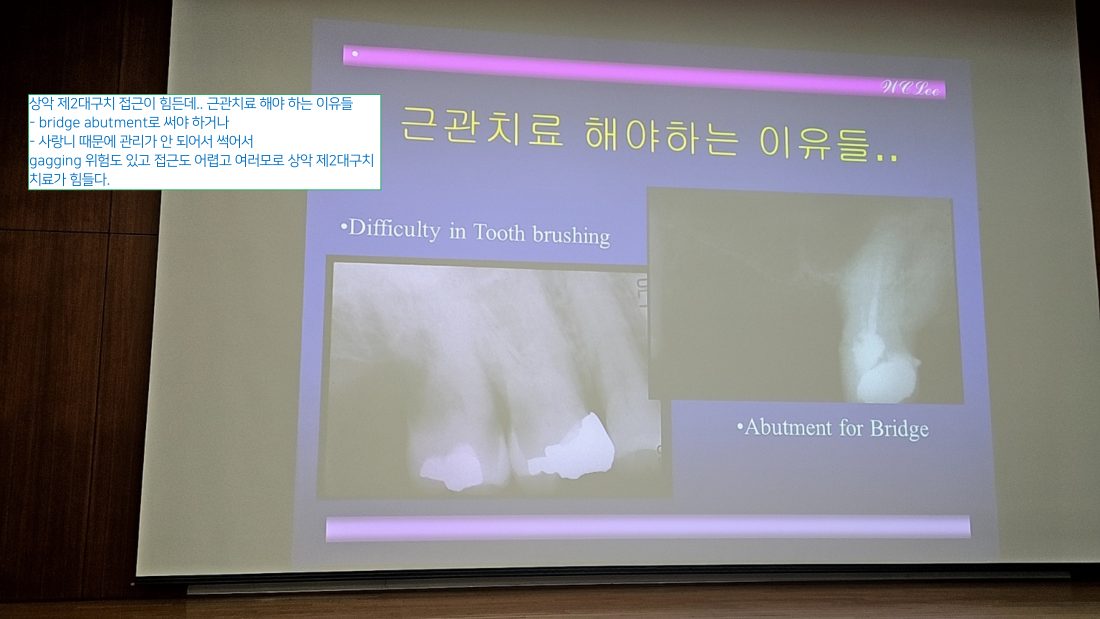 상악 제2대구치 접근이 힘든데.. 근관치료 해야 하는 이유들
- bridge abutment로 써야 하거나
- 사랑니 때문에 관리가 안 되어서 썩어서
gagging 위험도 있고 접근도 어렵고 여러모로 상악 제2대구치
치료가 힘들다.
WCLee
근관치료 해야하는 이유들..
•Difficulty in Tooth brushing
•Abutment for Bridge